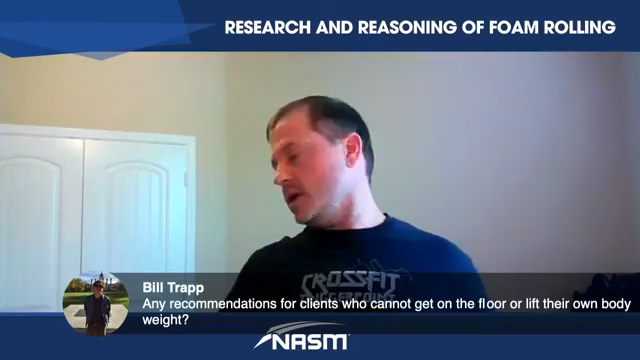 RESEARCH AND REASONING OF FOAM ROLLING
CROSSFIT
TRIGGERPOINT
Bill Trapp
Any recommendations for clients who cannot get on the floor or lift their own body
weight?
NASM